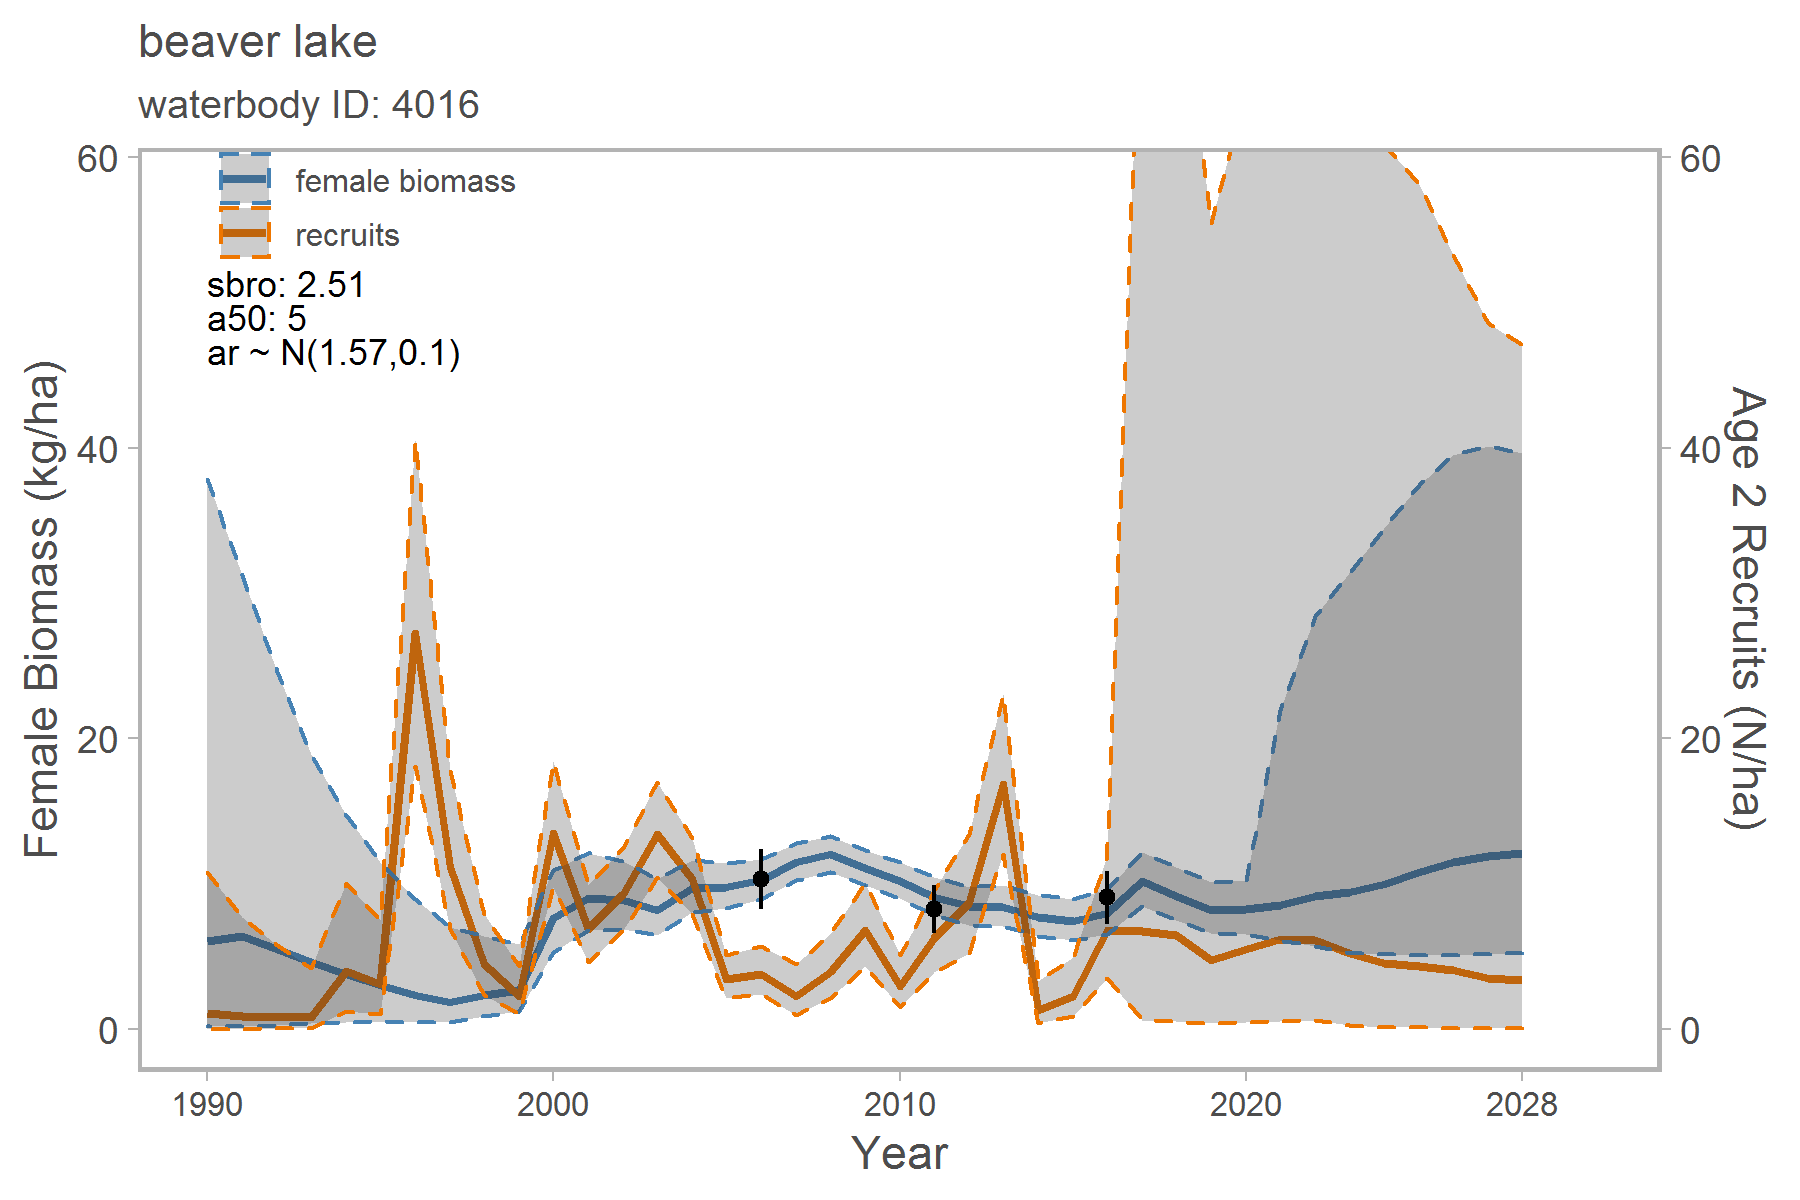 beaver lake
waterbody ID: 4016
female biomass
recruits
sbro: 2.51
a50: 5
ar ~ N(1.57,0.1)
Female Biomass (kg/ha)
60
40
20
0
60
40
20
0
Age 2 Recruits (N/ha)
1990
2000
2010
2020
2028
Year